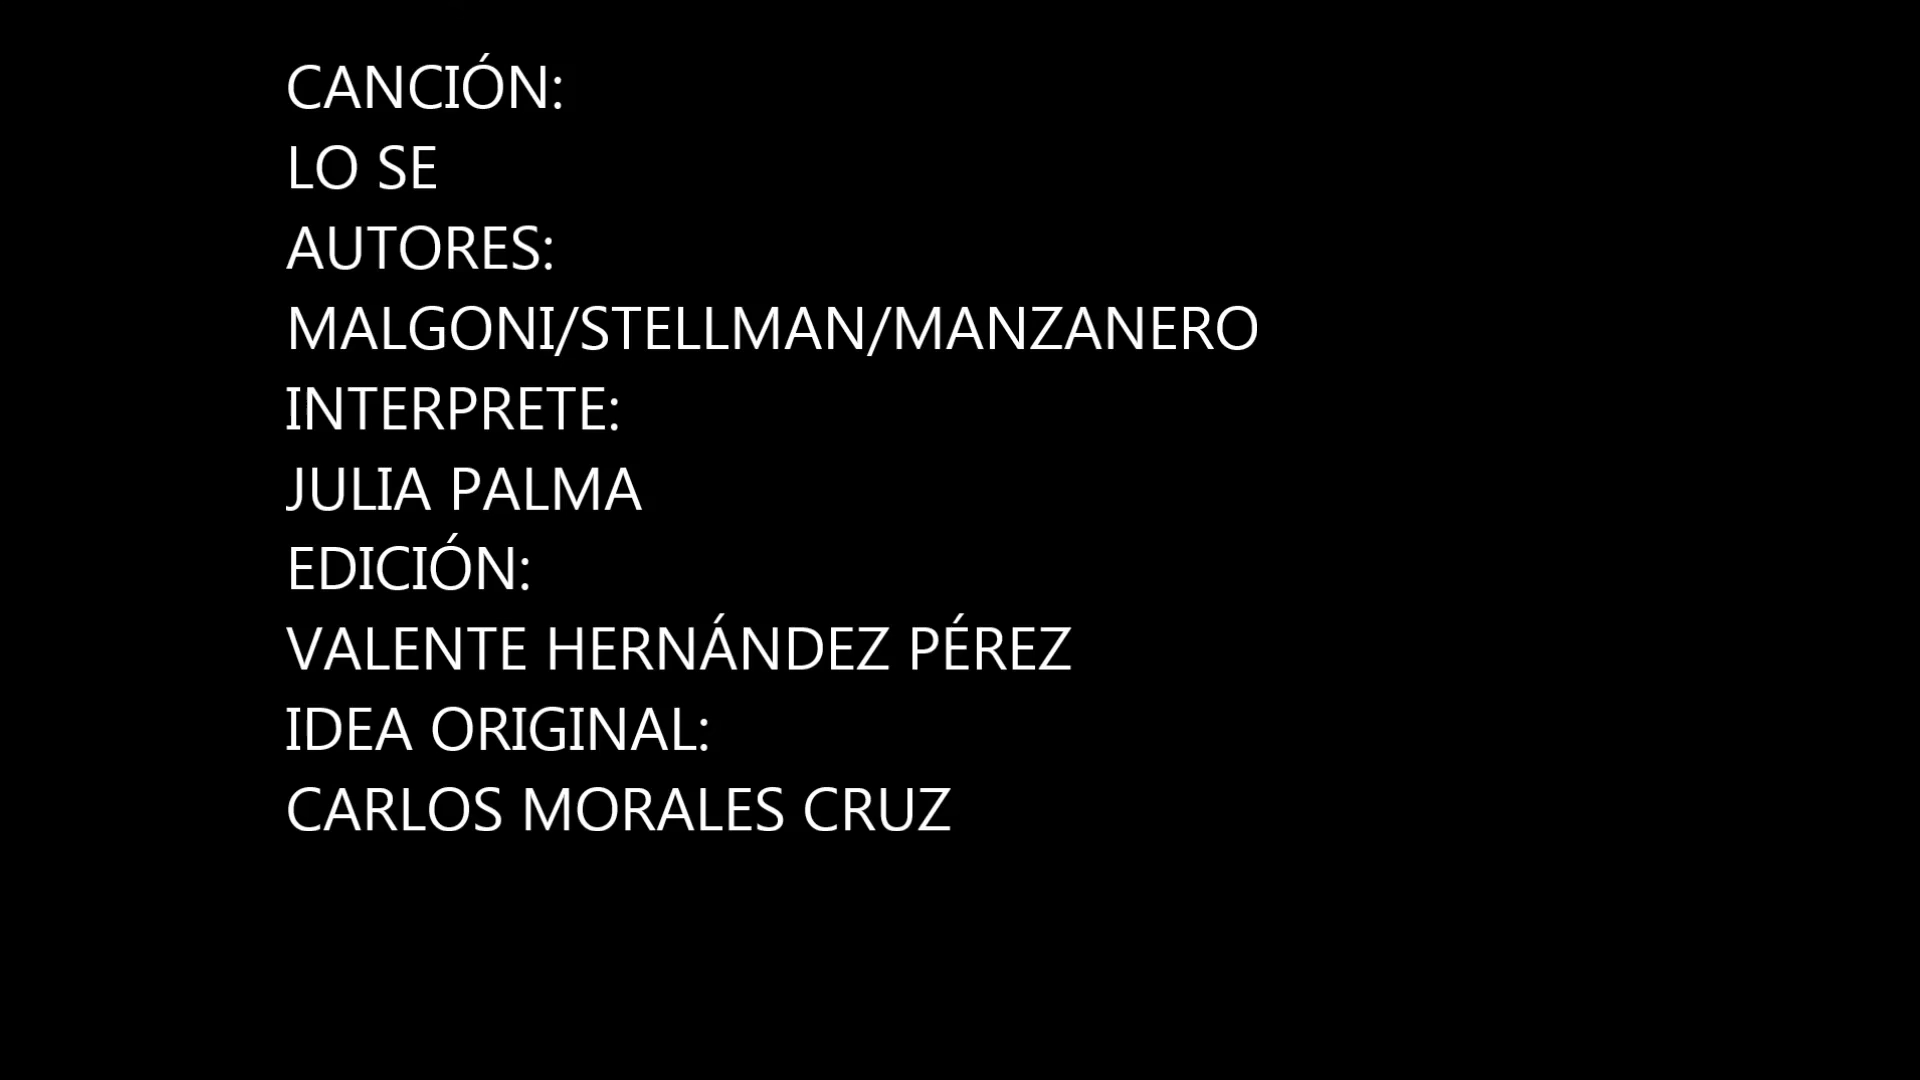 CANCIÓN:
LO SE
AUTORES:
MALGONI/STELLMAN/MANZANERO
INTERPRETE:
JULIA PALMA
EDICIÓN:
VALENTE HERNÁNDEZ PÉREZ
IDEA ORIGINAL:
CARLOS MORALES CRUZ